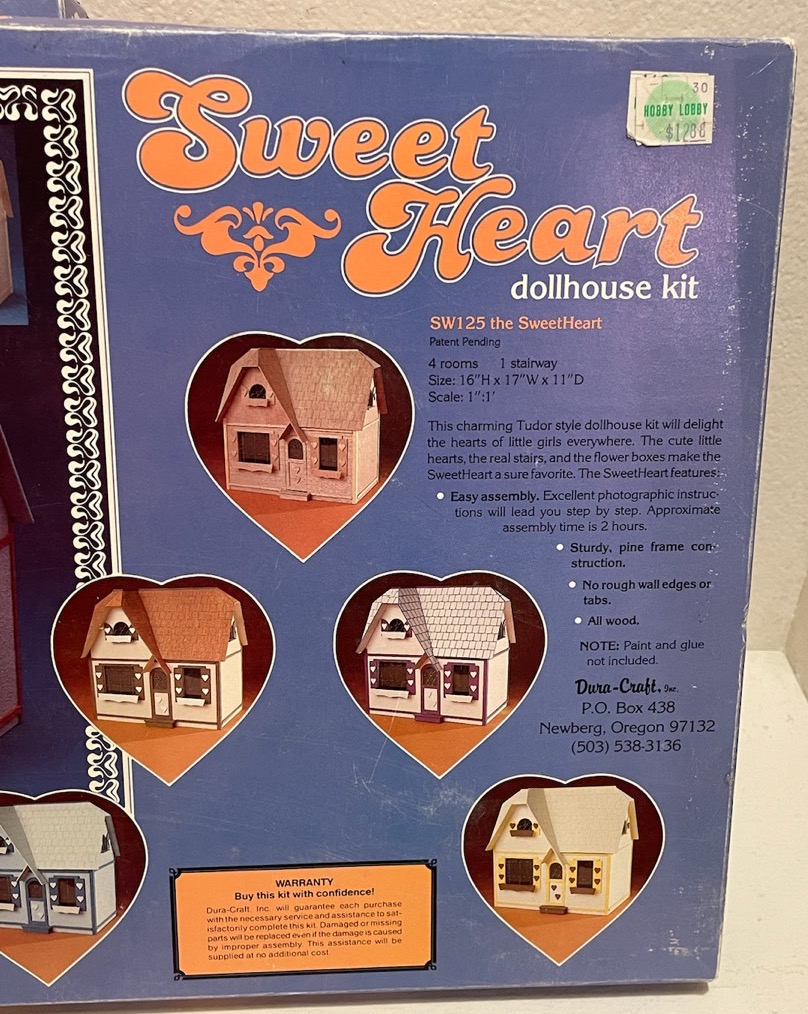 Sweet
Heart
dollhouse kit
30
HOBBY LOBBY
SW125 the SweetHeart
Patent Pending
4 rooms 1 stairway
Size: 16"H x 17"W x 11"D
Scale: 1":1'
This charming Tudor style dollhouse kit will delight
the hearts of little girls everywhere. The cute little
hearts, the real stairs, and the flower boxes make the
SweetHeart a sure favorite. The SweetHeart features:
• Easy assembly. Excellent photographic instruc-
tions will lead you step by step. Approximate
assembly time is 2 hours.
• Sturdy, pine frame con-
struction.
• No rough wall edges or
tabs.
• All wood.
NOTE: Paint and glue
not included.
Dura-Craft, Inc.
P.O. Box 438
Newberg, Oregon 97132
(503) 538-3136
WARRANTY
Buy this kit with confidence!
Dura-Craft, Inc. will guarantee each purchase
with the necessary service and assistance to sat-
isfactorily complete this kit. Damaged or missing
parts will be replaced even if the damage is caused
by improper assembly. This assistance will be
supplied at no additional cost.